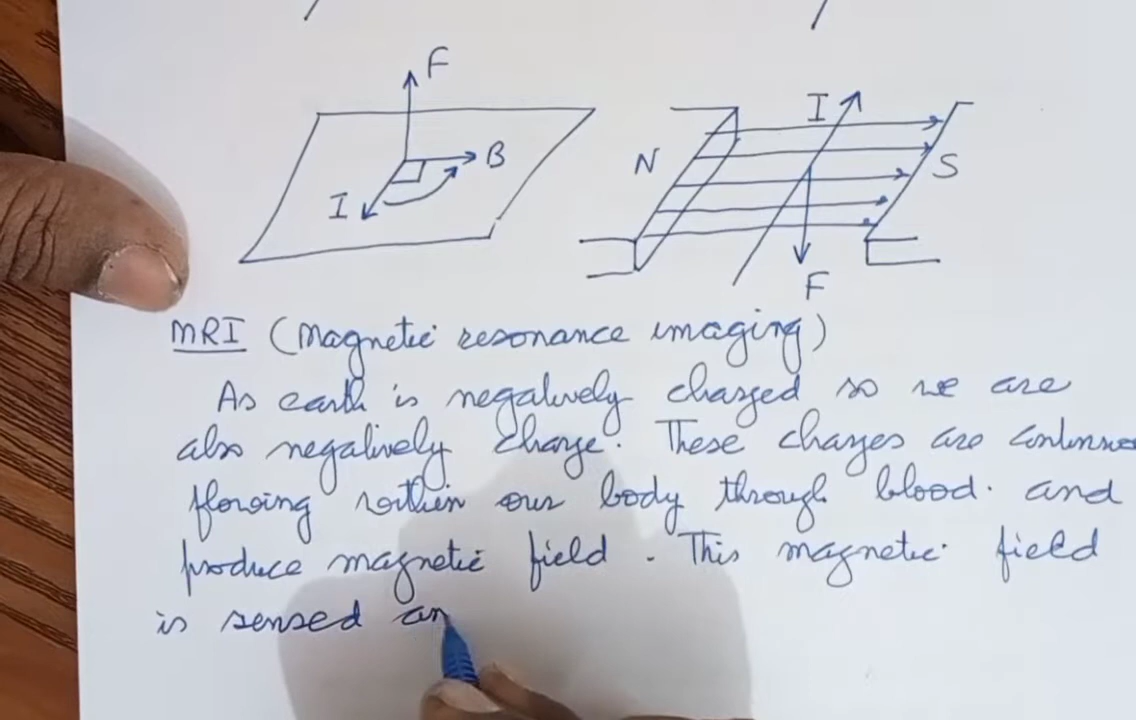 F
B
I
I
N
S
F
MRI (Magnetic resonance imaging)
As earth is negatively charged so we are
also negatively charge. These charges are
flowing within our body through blood. and
produce magnetic field. This magnetic field
is sensed an